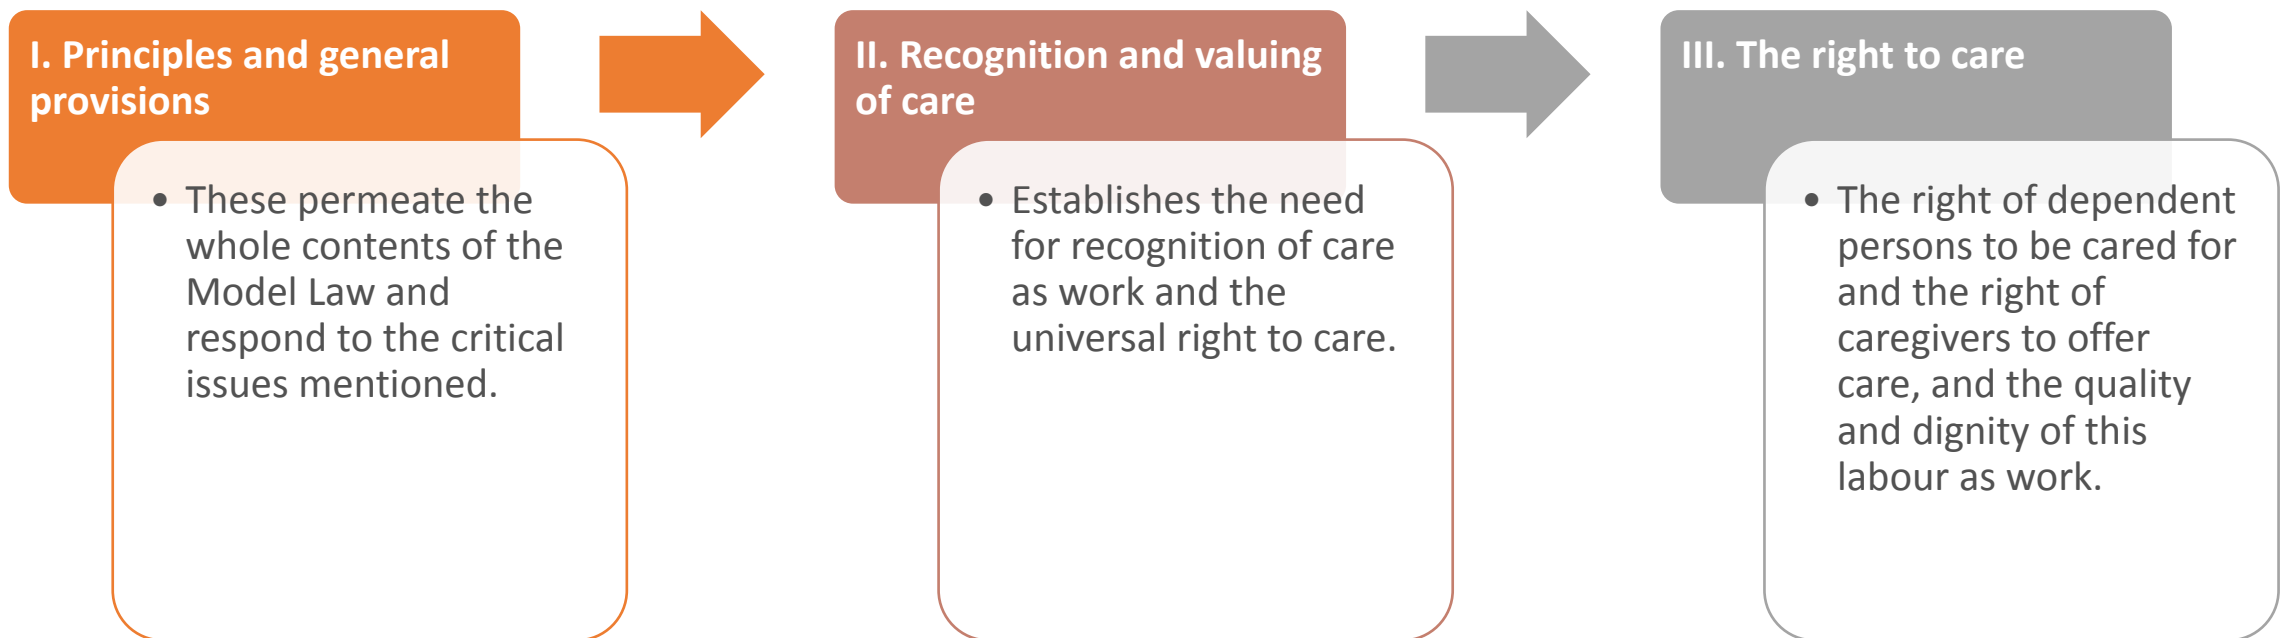 I. Principles and general
provisions
• These permeate the
whole contents of the
Model Law and
respond to the critical
issues mentioned.
II. Recognition and valuing
of care
• Establishes the need
for recognition of care
as work and the
universal right to care.
III. The right to care
• The right of dependent
persons to be cared for
and the right of
caregivers to offer
care, and the quality
and dignity of this
labour as work.